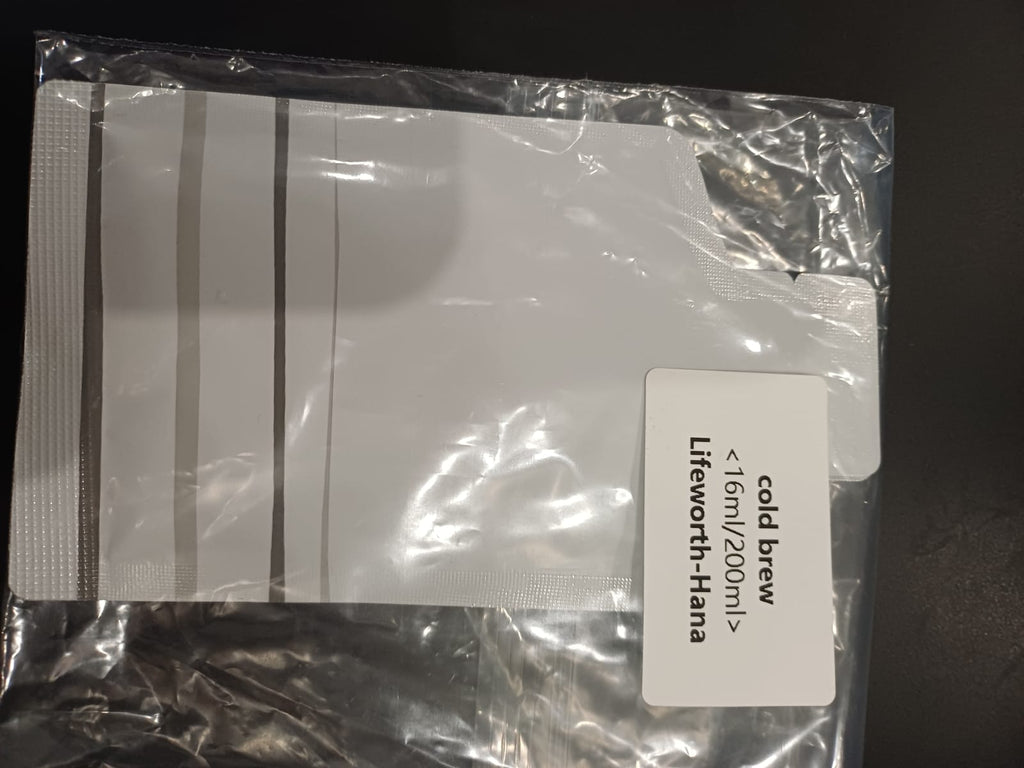 cold brew
<16ml/200ml>
Lifeworth-Hana